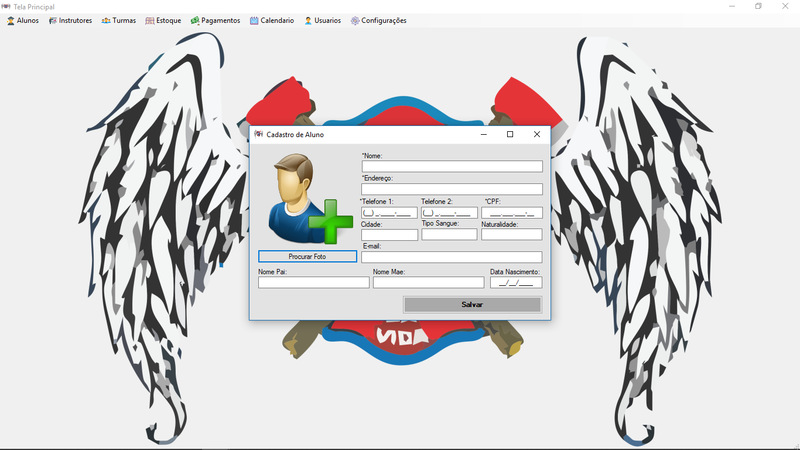 Tela Principal
Alunos Instrutores Turmas Estoque Pagamentos Calendario Usuarios Configurações
Cadastro de Aluno
*Nome:
*Endereço:
*Telefone 1: Telefone 2: *CPF:
(__) _.____-____ (__) _.____-____ ___.___.___-__
Cidade: Tipo Sangue: Naturalidade:
E-mail:
Procurar Foto
Nome Pai: Nome Mae: Data Nascimento:
__/__/____
Salvar
VIDA